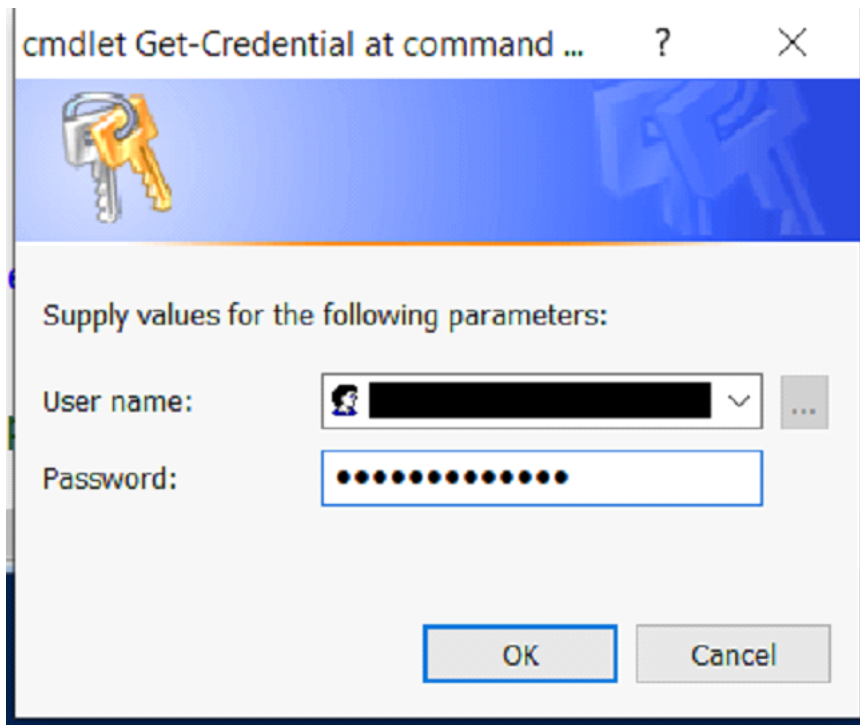 cmdlet Get-Credential at command ... ? ×
Supply values for the following parameters:
User name:
...
Password: •••••••••••••
OK Cancel